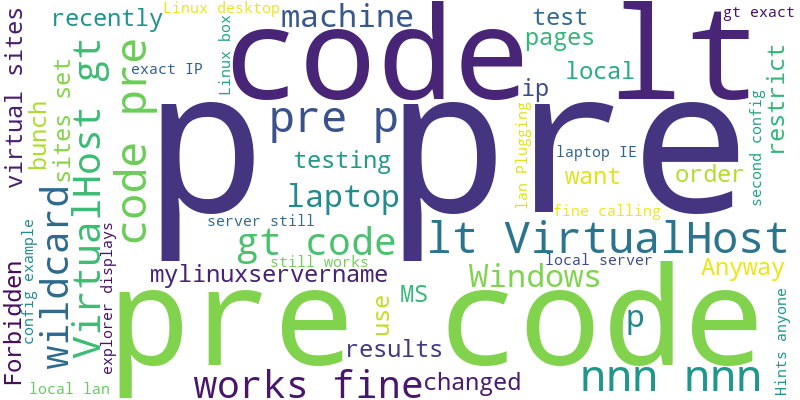 Linux desktop
gt exact
recently
machine
test
code lt
pages
virtual sites
Linux box
exact IP
local
restrict
ip
bunch
sites set
VirtualHost gt
code pre
p pre
pre p
second config
lan Plugging
laptop IE
testing
want
order
laptop
fine calling
wildcard
server still
gt code
lt VirtualHost
still works
local server
config example
explorer displays
Forbidden
mylinuxservername
Windows
Anyway
MS
use
pre code
p
Hints anyone
results
works fine
changed
nnn nnn
local lan